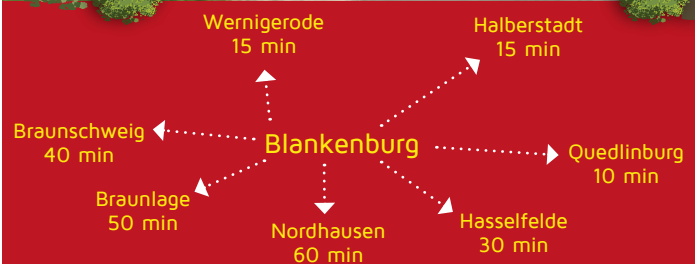 Wernigerode
15 min
Halberstadt
15 min
Braunschweig
40 min
Blankenburg
Quedlinburg
10 min
Braunlage
50 min
Nordhausen
60 min
Hasselfelde
30 min